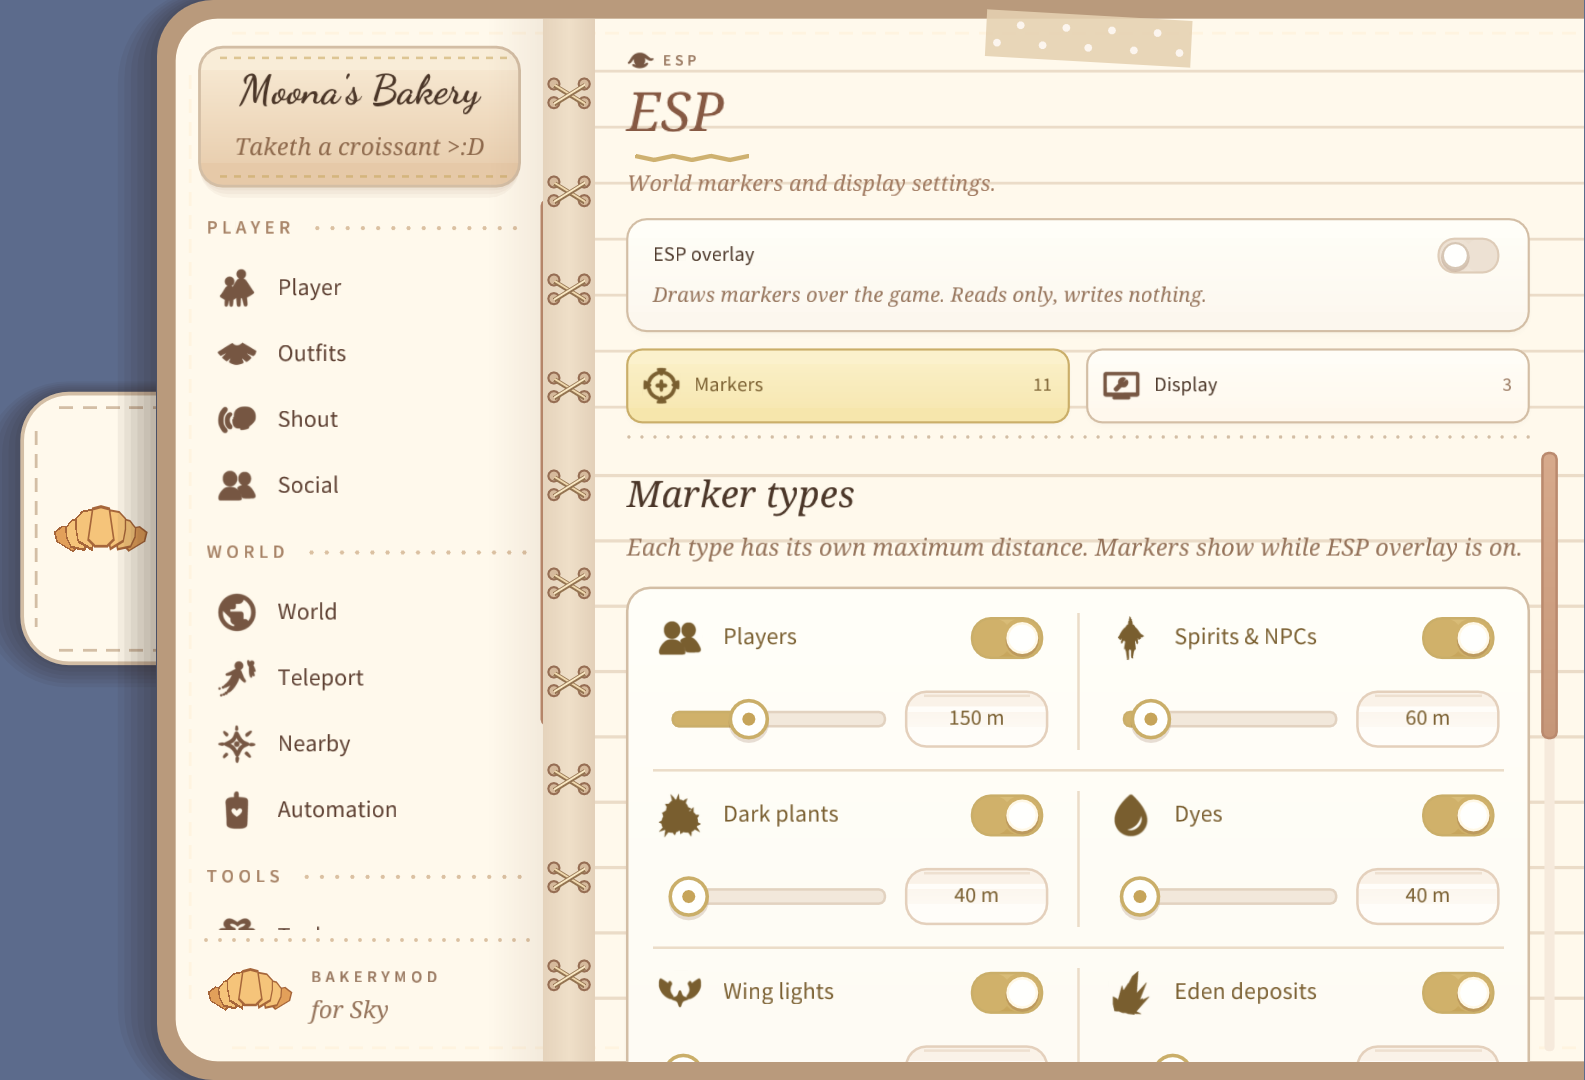 Moona's Bakery
Taketh a croissant >:D
PLAYER
Player
Outfits
Shout
Social
WORLD
World
Teleport
Nearby
Automation
TOOLS
BAKERYMOD
for Sky
ESP
ESP
World markers and display settings.
ESP overlay
Draws markers over the game. Reads only, writes nothing.
Markers 11
Display 3
Marker types
Each type has its own maximum distance. Markers show while ESP overlay is on.
Players
150 m
Spirits & NPCs
60 m
Dark plants
40 m
Dyes
40 m
Wing lights
Eden deposits